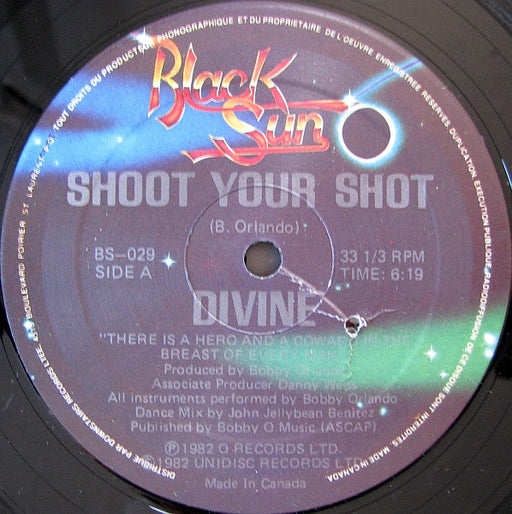 Black
Sun
SHOOT YOUR SHOT
(B. Orlando)
BS-029
SIDE A
33 1/3 RPM
TIME: 6:19
DIVINE
"THERE IS A HERO AND A COWARD IN THE
BREAST OF EVERY MAN"
Produced by Bobby Orlando
Associate Producer Danny Weiss
All instruments performed by Bobby Orlando
Dance Mix by John Jellybean Benitez
Published by Bobby O Music (ASCAP)
℗1982 O RECORDS LTD.
©1982 UNIDISC RECORDS LTD.
Made In Canada
TOUT DROITS DU PRODUCTEUR PHONOGRAPHIQUE ET DU PROPRIETAIRE DE L'OEUVRE ENREGISTREE RESERVES. DUPLICATION EXECUTION PUBLIQUE RADIODIFFUSION DE CE DISQUE SONT INTERDITES MADE IN CANADA
DISTRIBUE PAR DOWNSTAIRS RECORDS LTEE, BOULEVARD POIRIER ST LAURENT P.Q.